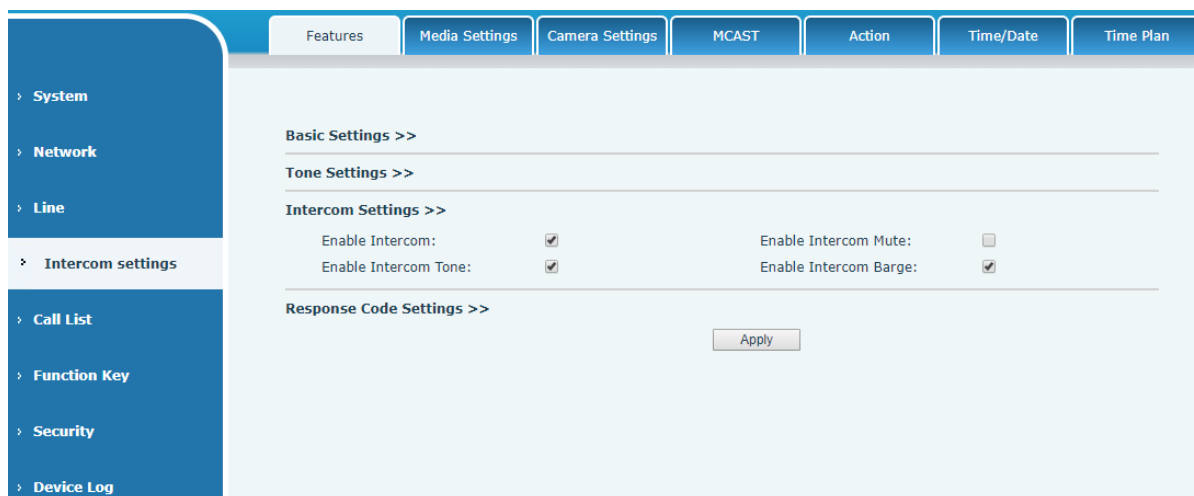 Features Media Settings Camera Settings MCAST Action Time/Date Time Plan
› System
› Network
› Line
Intercom settings
› Call List
› Function Key
› Security
› Device Log
Basic Settings >>
Tone Settings >>
Intercom Settings >>
Enable Intercom: Enable Intercom Mute:
Enable Intercom Tone: Enable Intercom Barge:
Response Code Settings >>
Apply